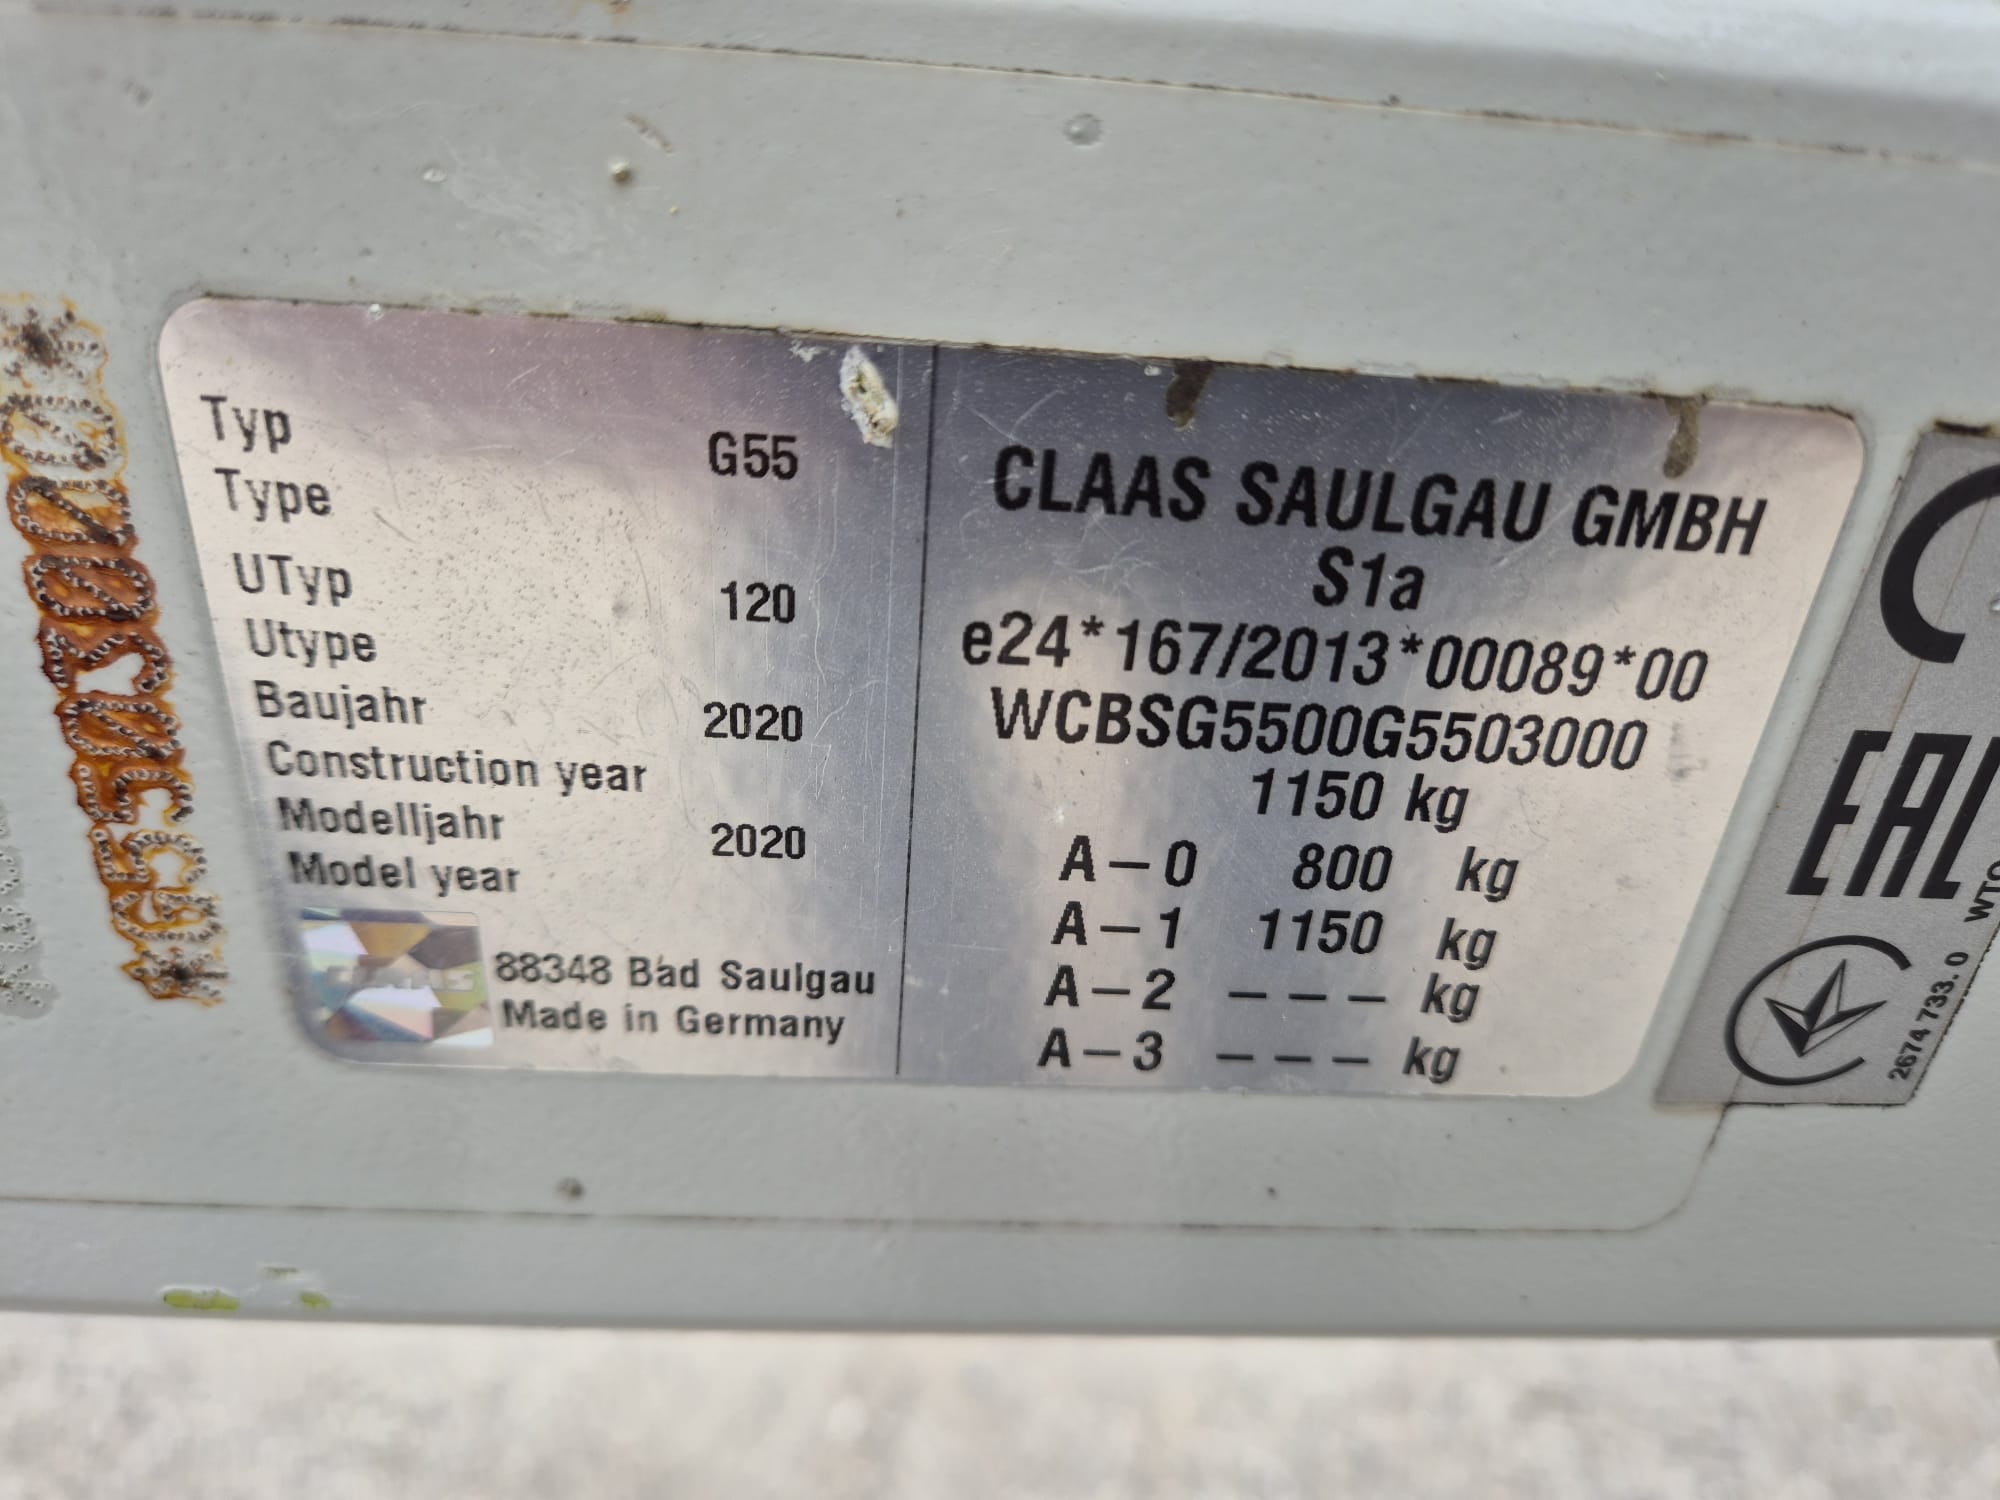 *G5503000*
Typ
Type
G55
UTyp
Utype
120
Baujahr
Construction year
2020
Modelljahr
Model year
2020
88348 Bad Saulgau
Made in Germany
CLAAS SAULGAU GMBH
S1a
e24*167/2013*00089*00
WCBSG5500G5503000
1150 kg
A–0 800 kg
A–1 1150 kg
A–2 – – – kg
A–3 – – – kg
EAC
2674 733.0